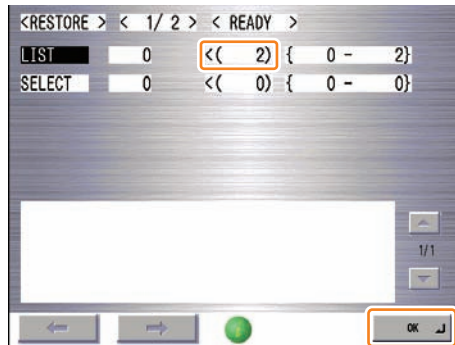 <RESTORE > < 1/ 2 > < READY >
LIST 0 <( 2) { 0 - 2}
SELECT 0 <( 0) { 0 - 0}
1/1
OK